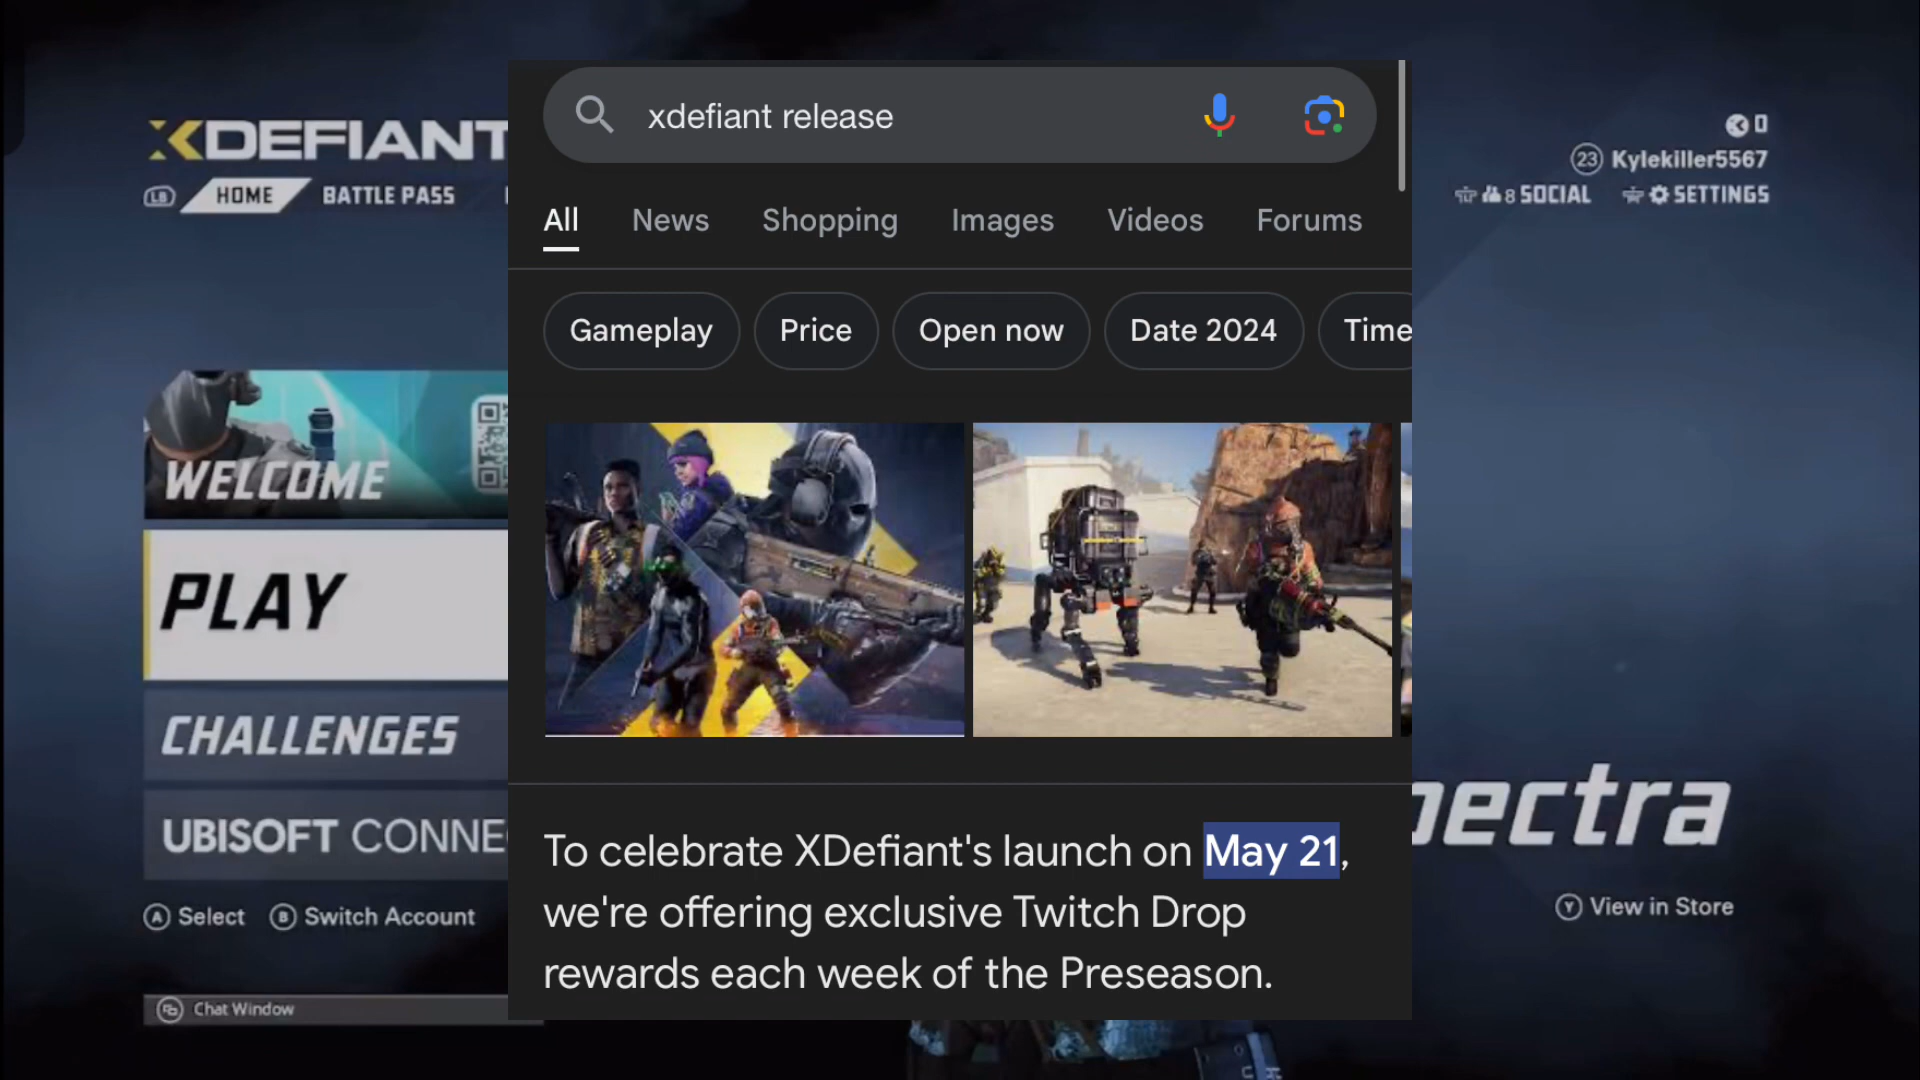 XDEFIANT
LB HOME BATTLE PASS
0
23 Kylekiller5567
8 SOCIAL SETTINGS
WELCOME
PLAY
CHALLENGES
UBISOFT CONNE
A Select B Switch Account
Chat Window
xdefiant release
All News Shopping Images Videos Forums
Gameplay Price Open now Date 2024 Time
To celebrate XDefiant's launch on May 21,
we're offering exclusive Twitch Drop
rewards each week of the Preseason.
pectra
Y View in Store